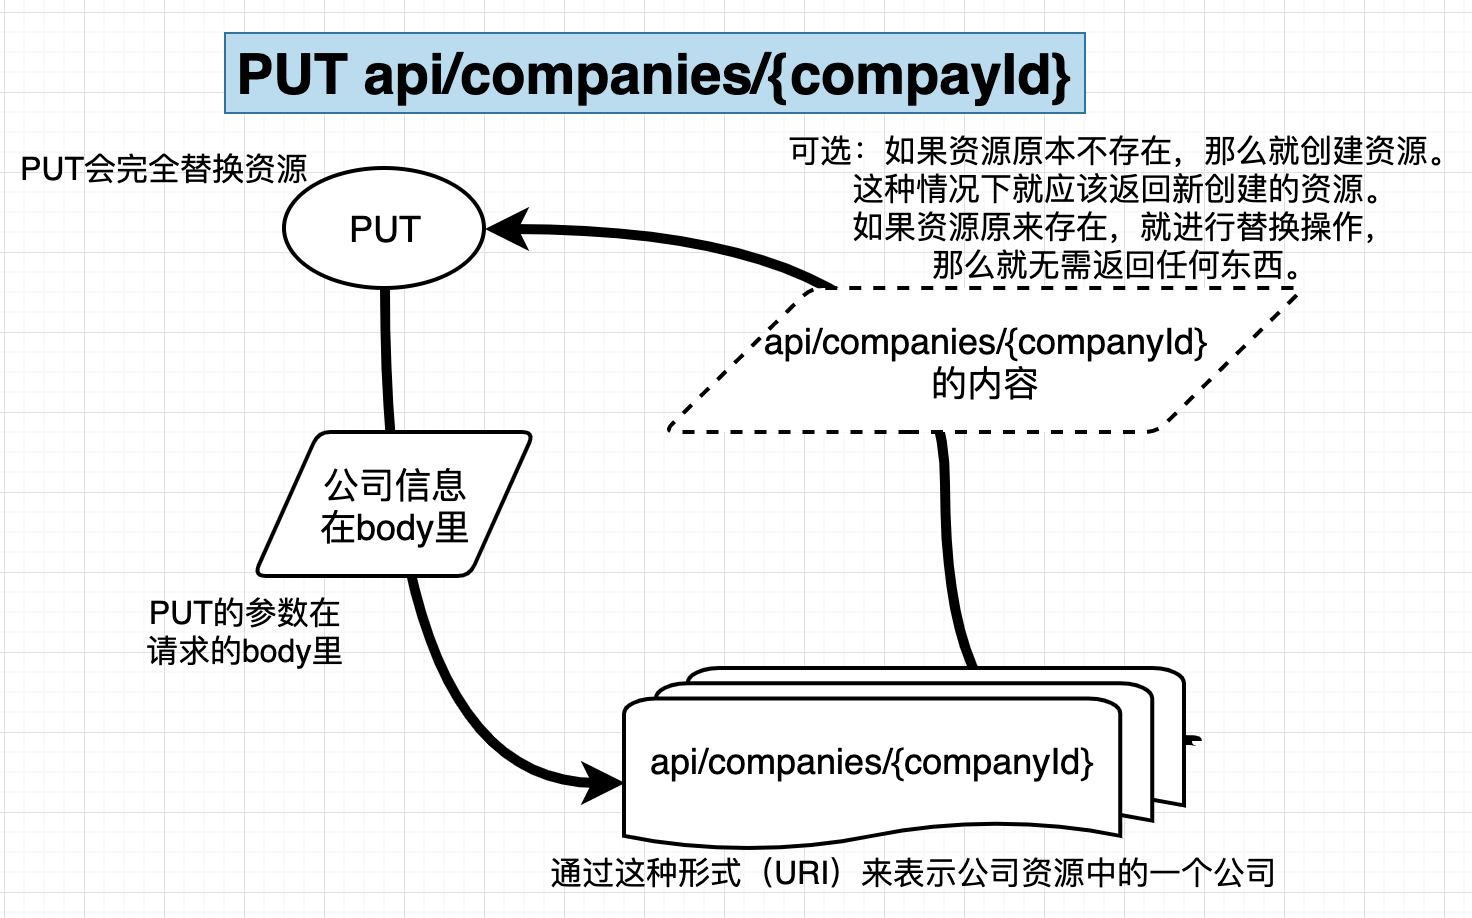 PUT api/companies/{compayId}
PUT会完全替换资源
PUT
可选：如果资源原本不存在，那么就创建资源。
这种情况下就应该返回新创建的资源。
如果资源原来存在，就进行替换操作，
那么就无需返回任何东西。
api/companies/{companyId}
的内容
公司信息
在body里
PUT的参数在
请求的body里
api/companies/{companyId}
通过这种形式（URI）来表示公司资源中的一个公司